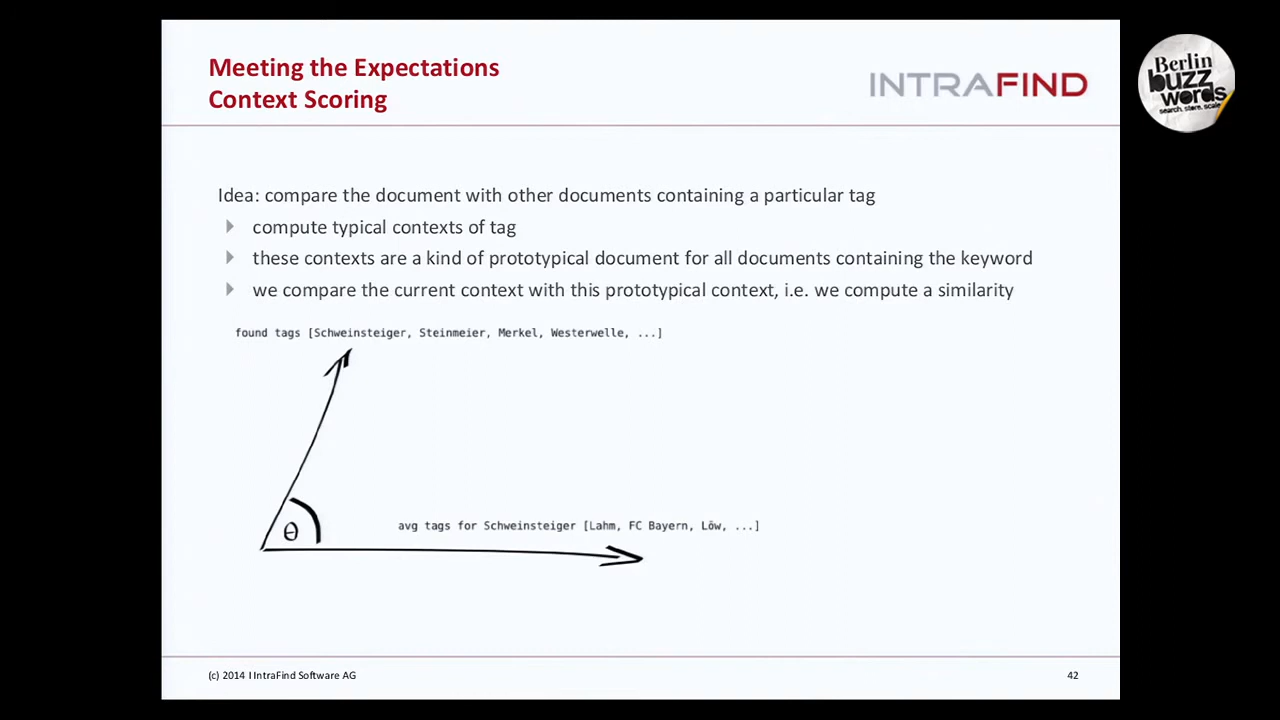 Meeting the Expectations
Context Scoring
INTRAFIND
Berlin
buzz
words
search. store. scale
Idea: compare the document with other documents containing a particular tag
compute typical contexts of tag
these contexts are a kind of prototypical document for all documents containing the keyword
we compare the current context with this prototypical context, i.e. we compute a similarity
found tags [Schweinsteiger, Steinmeier, Merkel, Westerwelle, ...]
θ
avg tags for Schweinsteiger [Lahm, FC Bayern, Löw, ...]
(c) 2014 I IntraFind Software AG
42